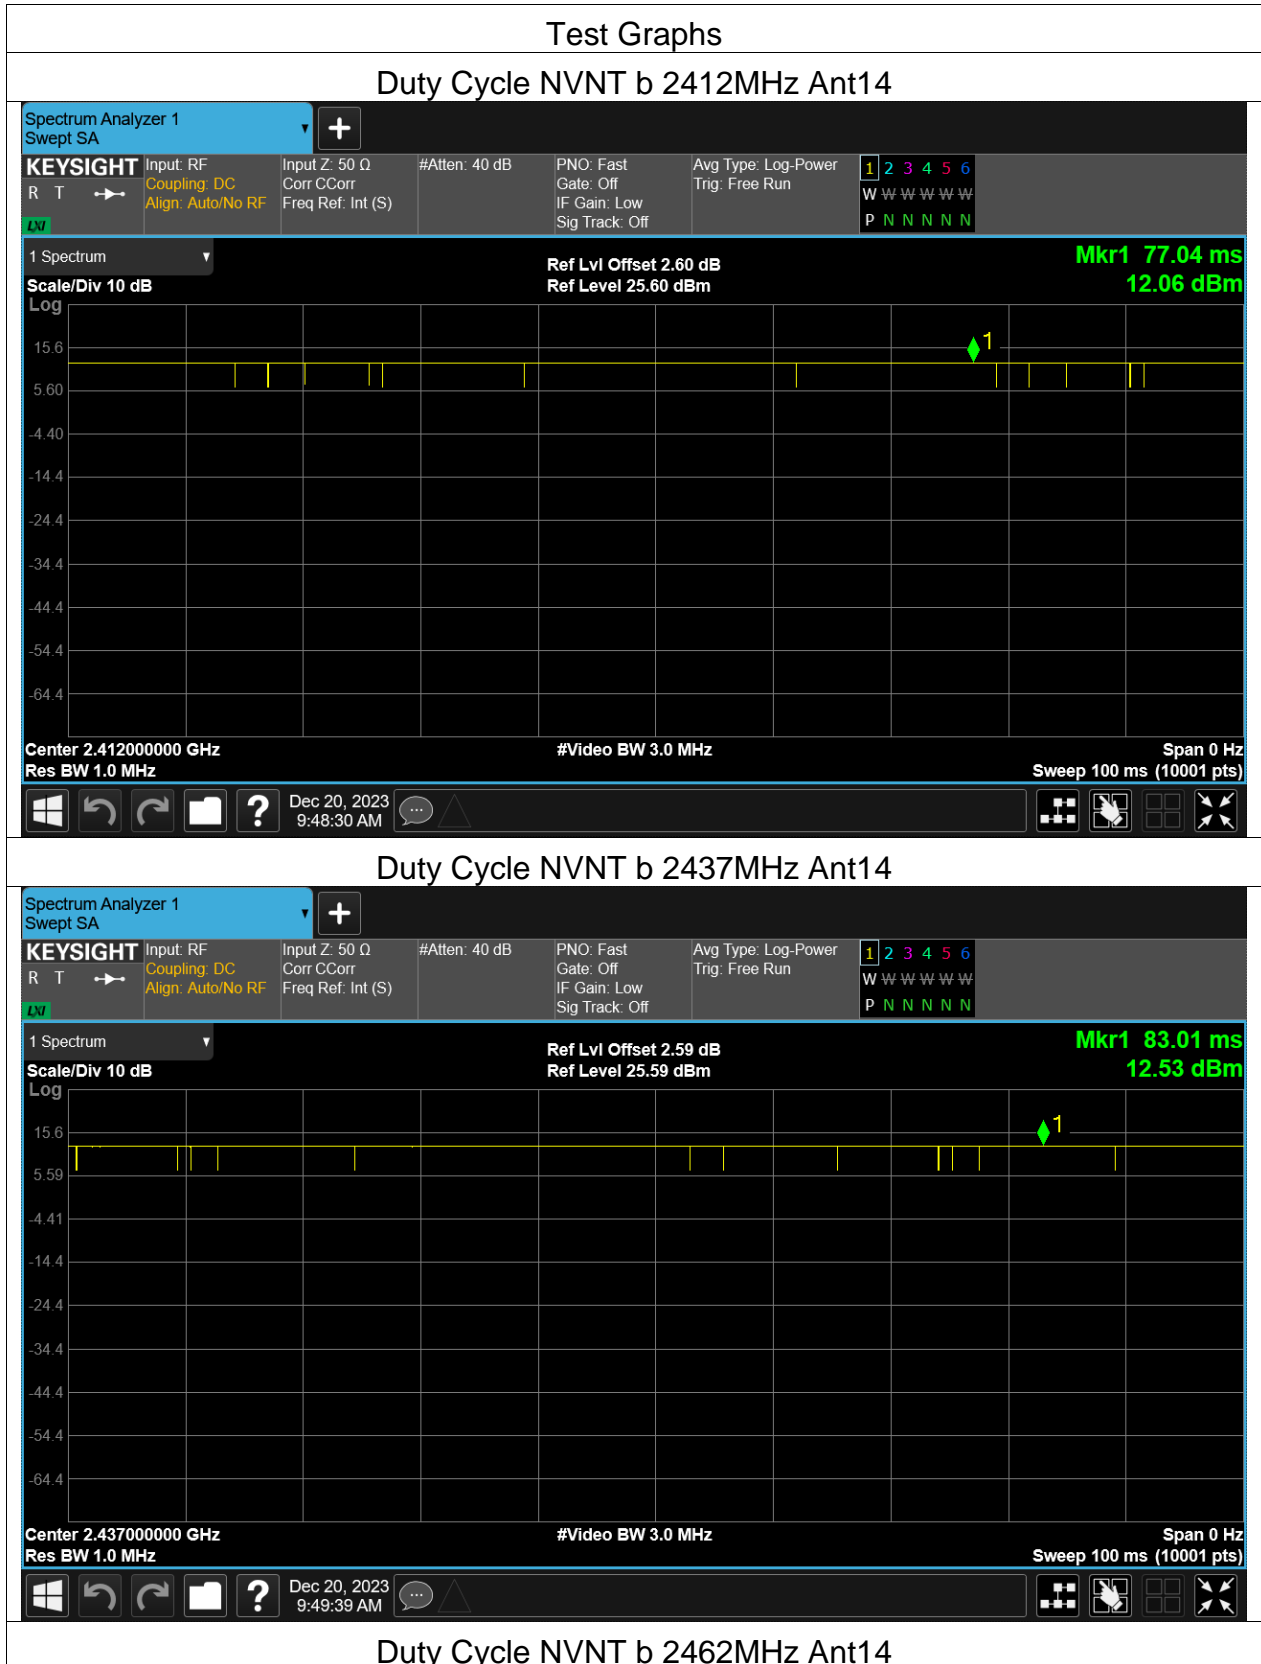 Test Graphs
Duty Cycle NVNT b 2412MHz Ant14
Spectrum Analyzer 1
Swept SA
+
KEYSIGHT Input: RF Input Z: 50 Ω #Atten: 40 dB PNO: Fast Avg Type: Log-Power 1 2 3 4 5 6
R T Coupling: DC Corr CCorr Gate: Off Trig: Free Run W W W W W W
Align: Auto/No RF Freq Ref: Int (S) IF Gain: Low
LXI Sig Track: Off P N N N N N
1 Spectrum Ref Lvl Offset 2.60 dB Mkr1 77.04 ms
Scale/Div 10 dB Ref Level 25.60 dBm 12.06 dBm
Log
1
15.6
5.60
-4.40
-14.4
-24.4
-34.4
-44.4
-54.4
-64.4
Center 2.412000000 GHz #Video BW 3.0 MHz Span 0 Hz
Res BW 1.0 MHz Sweep 100 ms (10001 pts)
? Dec 20, 2023
9:48:30 AM
Duty Cycle NVNT b 2437MHz Ant14
Spectrum Analyzer 1
Swept SA
+
KEYSIGHT Input: RF Input Z: 50 Ω #Atten: 40 dB PNO: Fast Avg Type: Log-Power 1 2 3 4 5 6
R T Coupling: DC Corr CCorr Gate: Off Trig: Free Run W W W W W W
Align: Auto/No RF Freq Ref: Int (S) IF Gain: Low
LXI Sig Track: Off P N N N N N
1 Spectrum Ref Lvl Offset 2.59 dB Mkr1 83.01 ms
Scale/Div 10 dB Ref Level 25.59 dBm 12.53 dBm
Log
1
15.6
5.59
-4.41
-14.4
-24.4
-34.4
-44.4
-54.4
-64.4
Center 2.437000000 GHz #Video BW 3.0 MHz Span 0 Hz
Res BW 1.0 MHz Sweep 100 ms (10001 pts)
? Dec 20, 2023
9:49:39 AM
Duty Cycle NVNT b 2462MHz Ant14